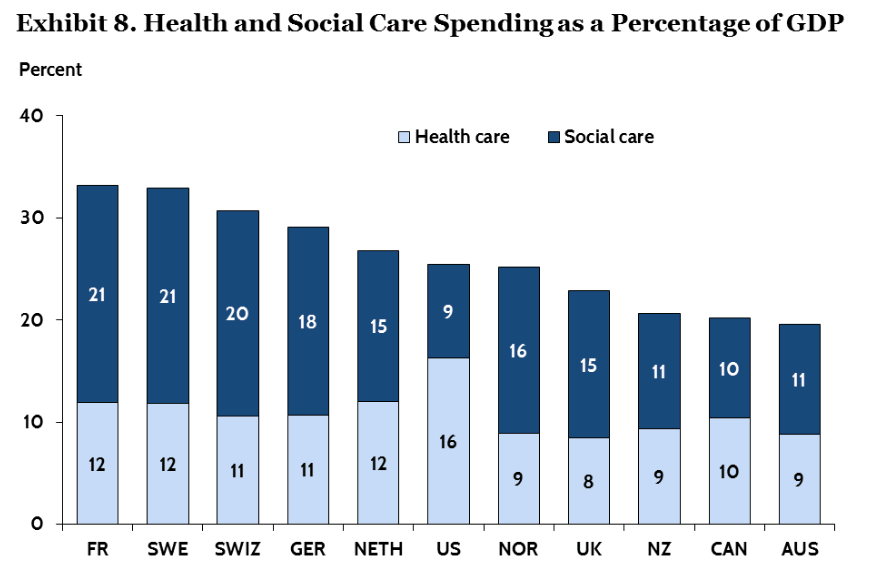 Exhibit 8. Health and Social Care Spending as a Percentage of GDP
Percent
40
Health care Social care
30
21 21 20 18 15 9 16 15 11 10 11
20
10
12 12 11 11 12 16 9 8 9 10 9
0
FR SWE SWIZ GER NETH US NOR UK NZ CAN AUS